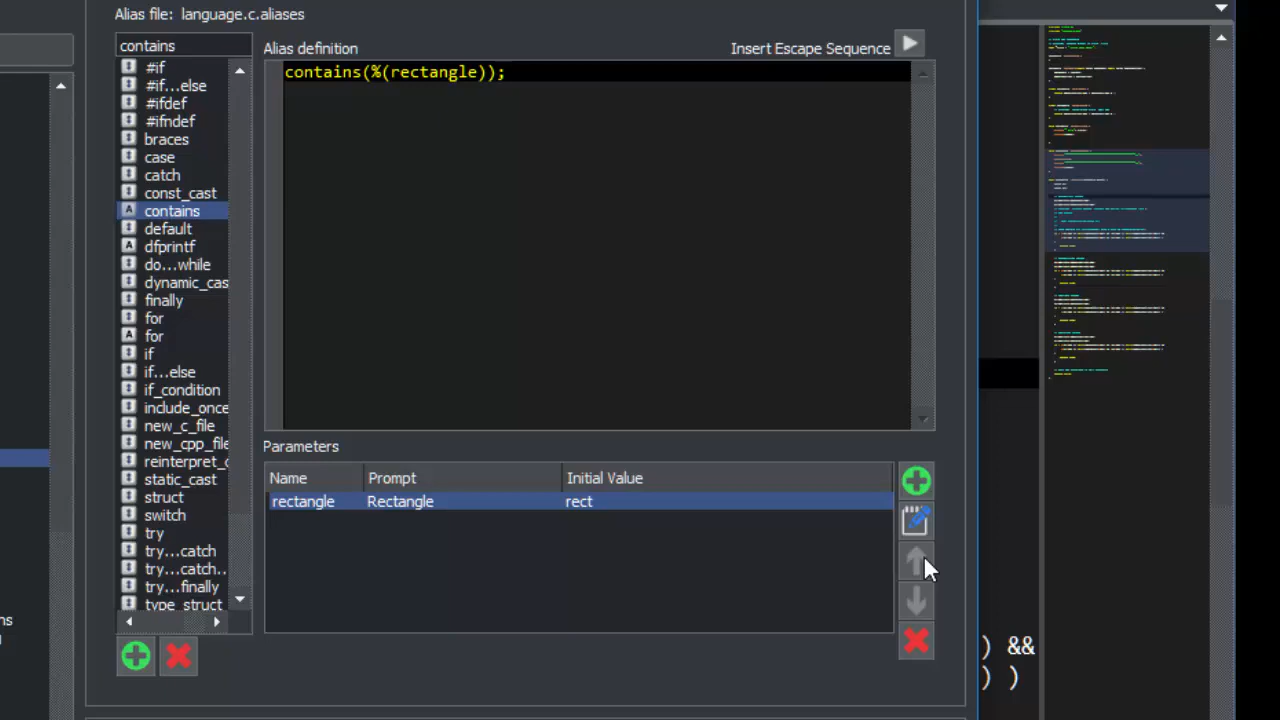 Alias file: language.c.aliases
contains
Alias definition
Insert Escape Sequence
contains(%(rectangle));
#if
#if...else
#ifdef
#ifndef
braces
case
catch
const_cast
contains
default
dfprintf
do...while
dynamic_cas
finally
for
for
if
if...else
if_condition
include_once
new_c_file
new_cpp_file
reinterpret_c
static_cast
struct
switch
try
try...catch
try...catch..
try...finally
type_struct
Parameters
Name Prompt Initial Value
rectangle Rectangle rect
ns
) &&
) )